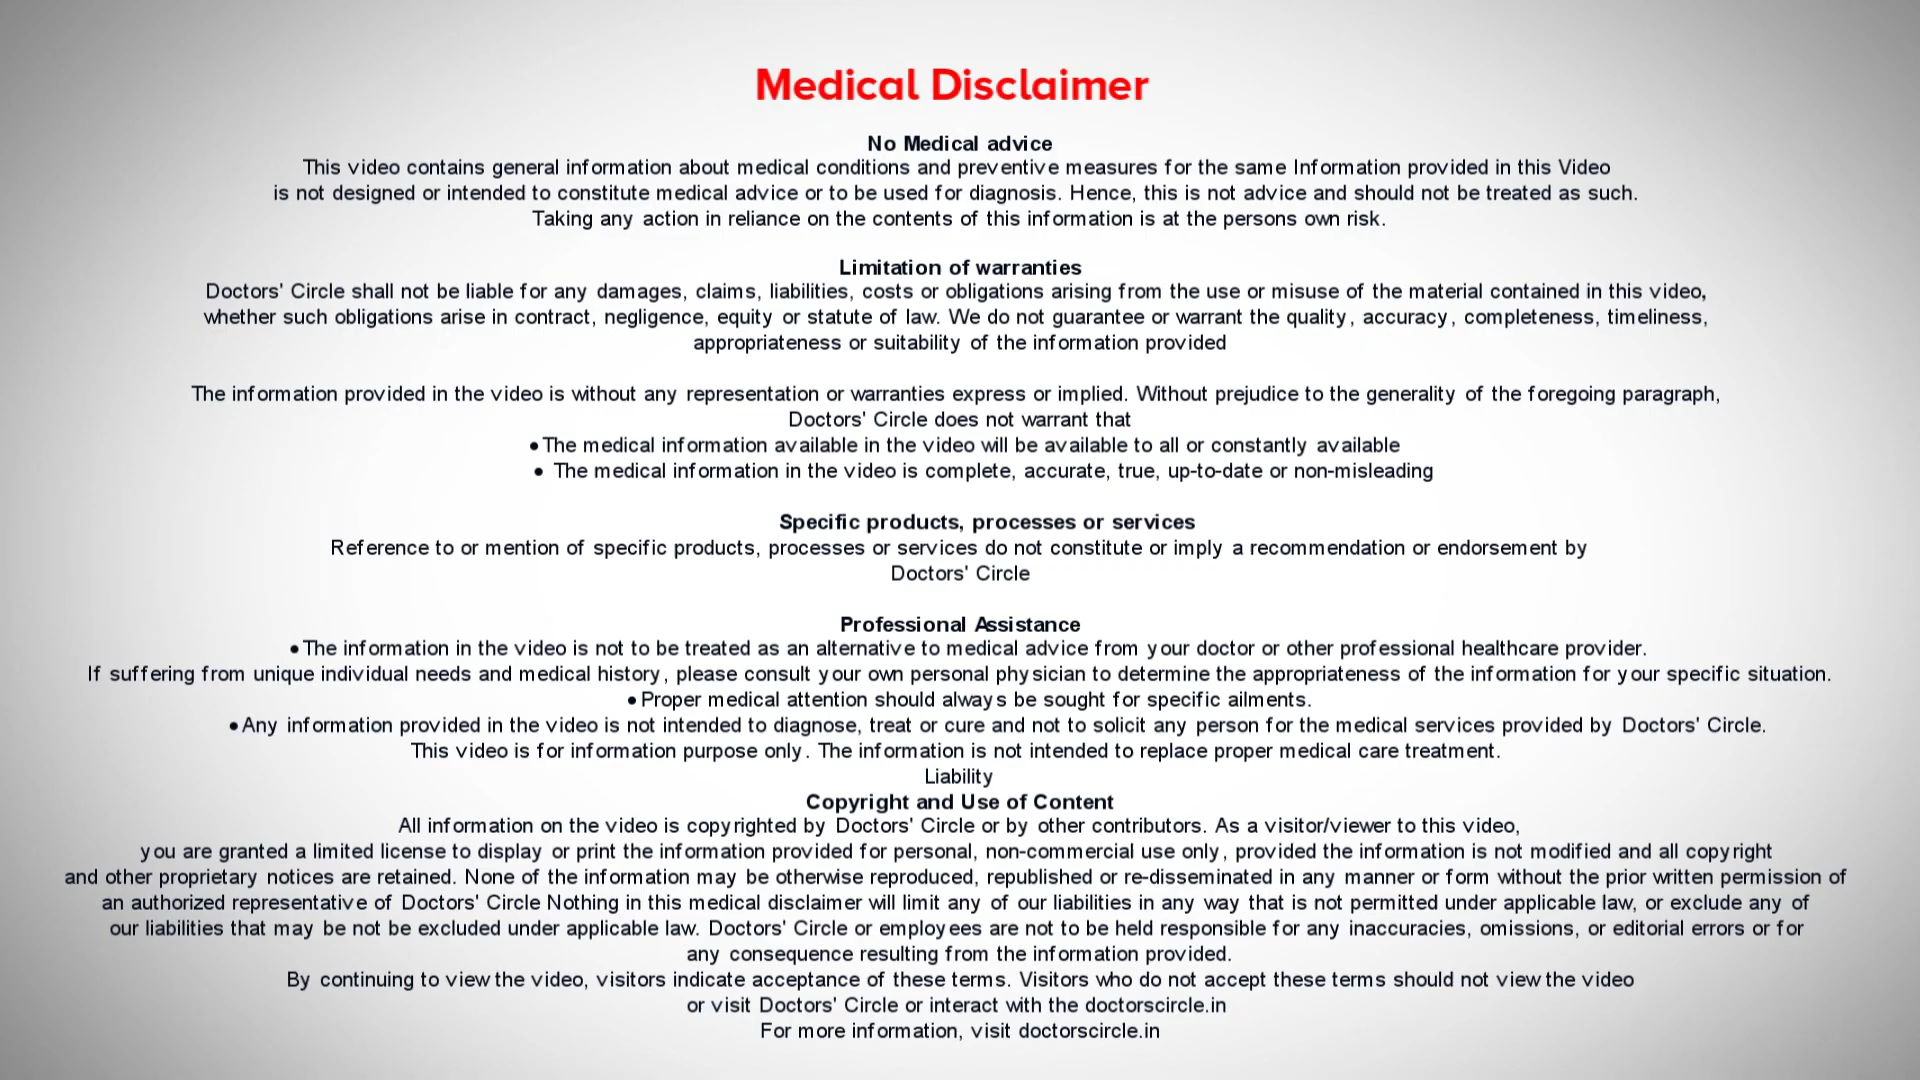 Medical Disclaimer
No Medical advice
This video contains general information about medical conditions and preventive measures for the same Information provided in this Video
is not designed or intended to constitute medical advice or to be used for diagnosis. Hence, this is not advice and should not be treated as such.
Taking any action in reliance on the contents of this information is at the persons own risk.
Limitation of warranties
Doctors' Circle shall not be liable for any damages, claims, liabilities, costs or obligations arising from the use or misuse of the material contained in this video,
whether such obligations arise in contract, negligence, equity or statute of law. We do not guarantee or warrant the quality, accuracy, completeness, timeliness,
appropriateness or suitability of the information provided
The information provided in the video is without any representation or warranties express or implied. Without prejudice to the generality of the foregoing paragraph,
Doctors' Circle does not warrant that
•The medical information available in the video will be available to all or constantly available
• The medical information in the video is complete, accurate, true, up-to-date or non-misleading
Specific products, processes or services
Reference to or mention of specific products, processes or services do not constitute or imply a recommendation or endorsement by
Doctors' Circle
Professional Assistance
•The information in the video is not to be treated as an alternative to medical advice from your doctor or other professional healthcare provider.
If suffering from unique individual needs and medical history, please consult your own personal physician to determine the appropriateness of the information for your specific situation.
•Proper medical attention should always be sought for specific ailments.
•Any information provided in the video is not intended to diagnose, treat or cure and not to solicit any person for the medical services provided by Doctors' Circle.
This video is for information purpose only. The information is not intended to replace proper medical care treatment.
Liability
Copyright and Use of Content
All information on the video is copyrighted by Doctors' Circle or by other contributors. As a visitor/viewer to this video,
you are granted a limited license to display or print the information provided for personal, non-commercial use only, provided the information is not modified and all copyright
and other proprietary notices are retained. None of the information may be otherwise reproduced, republished or re-disseminated in any manner or form without the prior written permission of
an authorized representative of Doctors' Circle Nothing in this medical disclaimer will limit any of our liabilities in any way that is not permitted under applicable law, or exclude any of
our liabilities that may be not be excluded under applicable law. Doctors' Circle or employees are not to be held responsible for any inaccuracies, omissions, or editorial errors or for
any consequence resulting from the information provided.
By continuing to view the video, visitors indicate acceptance of these terms. Visitors who do not accept these terms should not view the video
or visit Doctors' Circle or interact with the doctorscircle.in
For more information, visit doctorscircle.in